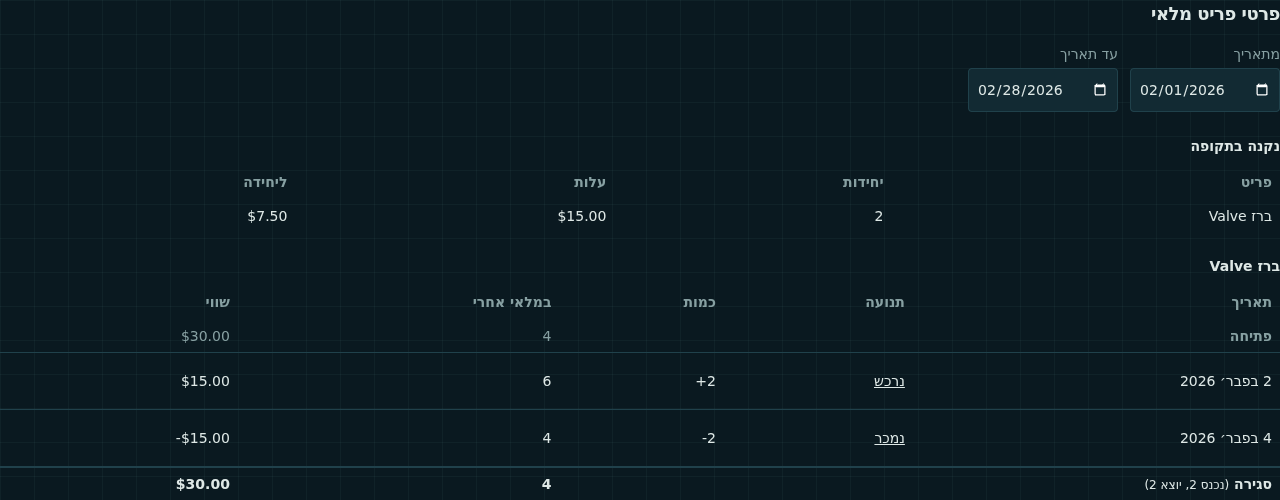 פרטי פריט מלאי
מתאריך עד תאריך
02/01/2026 02/28/2026
נקנה בתקופה
פריט יחידות עלות ליחידה
ברז Valve 2 $15.00 $7.50
ברז Valve
תאריך תנועה כמות במלאי אחרי שווי
פתיחה 4 $30.00
2 בפבר׳ 2026 נרכש +2 6 $15.00
4 בפבר׳ 2026 נמכר -2 4 -$15.00
סגירה (נכנס 2, יוצא 2) 4 $30.00